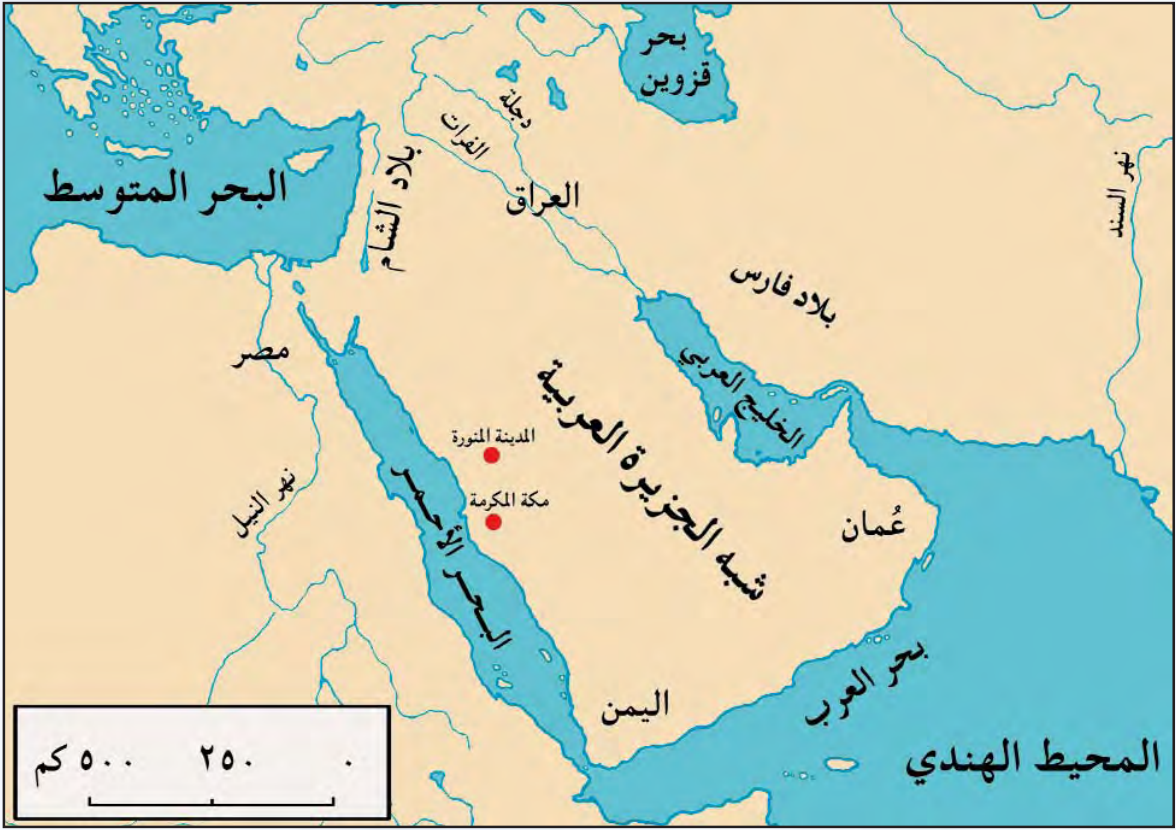 بحر
قزوين
دجلة
الفرات
بلاد الشام
العراق
البحر المتوسط
نهر السند
بلاد فارس
الخليج العربي
مصر
شبه الجزيرة العربية
المدينة المنورة
مكة المكرمة
نهر النيل
البحر الأحمر
عُمان
بحر العرب
اليمن
المحيط الهندي
٠ ٢٥٠ ٥٠٠ كم